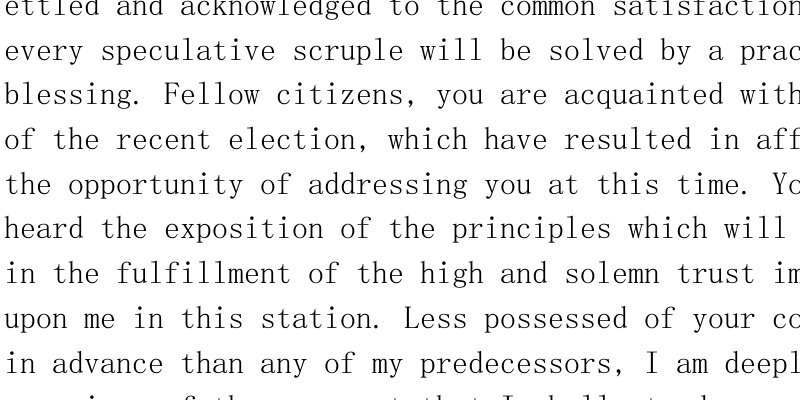 ettled and acknowledged to the common satisfaction
every speculative scruple will be solved by a prac
blessing. Fellow citizens, you are acquainted with
of the recent election, which have resulted in aff
the opportunity of addressing you at this time. Yo
heard the exposition of the principles which will
in the fulfillment of the high and solemn trust im
upon me in this station. Less possessed of your co
in advance than any of my predecessors, I am deepl